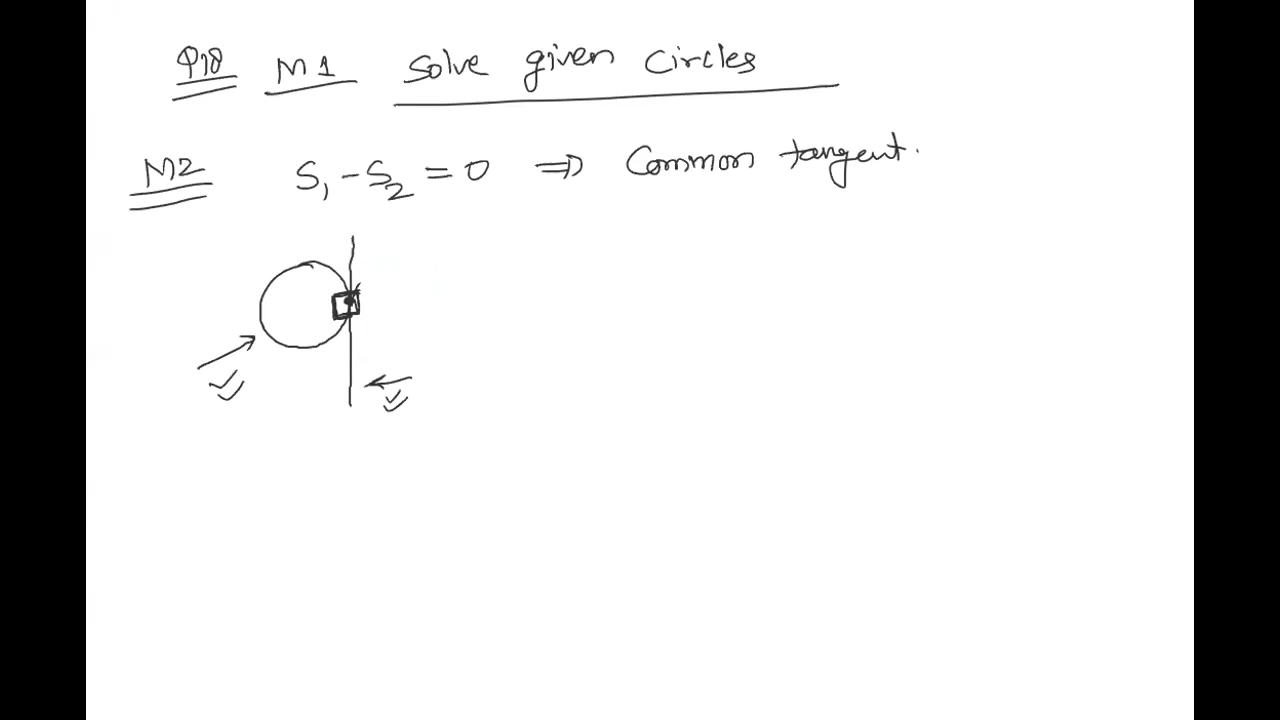 Q18 M1 Solve given circles
M2 S₁ - S₂ = 0 ⇒ Common tangent.